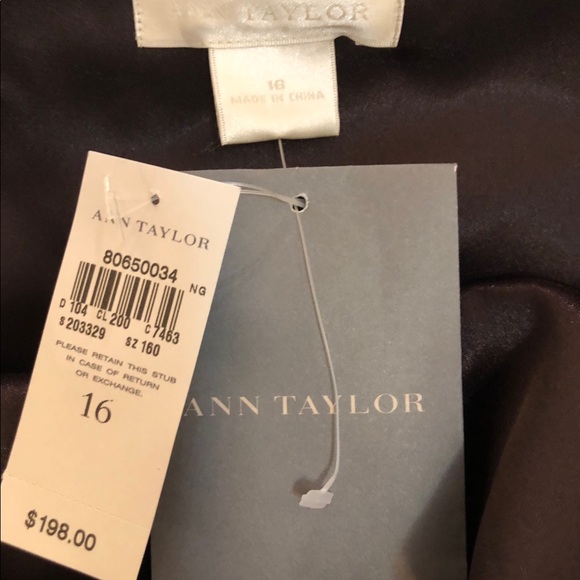 ANN TAYLOR
16
MADE IN CHINA
ANN TAYLOR
80650034
NG
D 104 CL 200 C 7463
S 203329 SZ 160
PLEASE RETAIN THIS STUB
IN CASE OF RETURN
OR EXCHANGE.
16
$198.00
ANN TAYLOR